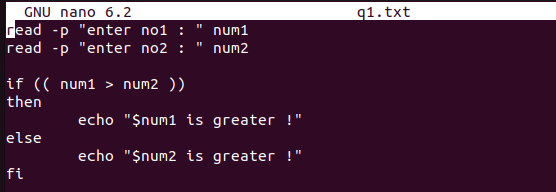 GNU nano 6.2 q1.txt
read -p "enter no1 : " num1
read -p "enter no2 : " num2
if (( num1 > num2 ))
then
echo "$num1 is greater !"
else
echo "$num2 is greater !"
fi